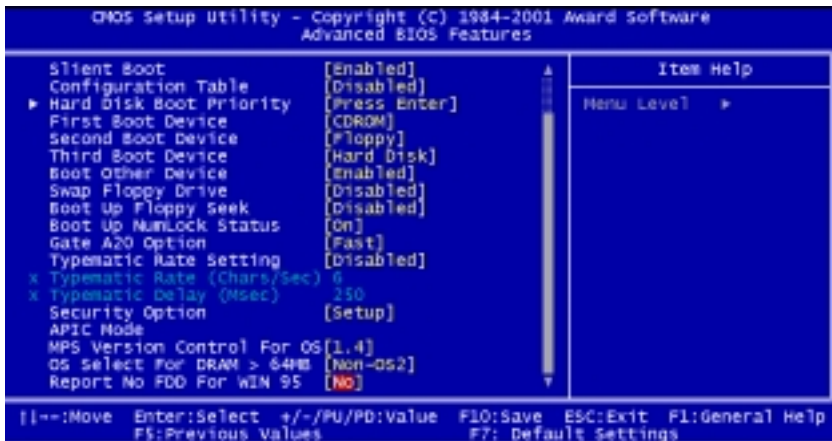 CMOS Setup Utility - Copyright (C) 1984-2001 Award Software
Advanced BIOS Features
Slient Boot [Enabled]
Configuration Table [Disabled]
Hard Disk Boot Priority [Press Enter]
First Boot Device [CDROM]
Second Boot Device [Floppy]
Third Boot Device [Hard Disk]
Boot Other Device [Enabled]
Swap Floppy Drive [Disabled]
Boot Up Floppy Seek [Disabled]
Boot Up NumLock Status [On]
Gate A20 Option [Fast]
Typematic Rate Setting [Disabled]
x Typematic Rate (Chars/Sec) 6
x Typematic Delay (Msec) 250
Security Option [Setup]
APIC Mode
MPS Version Control For OS[1.4]
OS Select For DRAM > 64MB [Non-OS2]
Report No FDD For WIN 95 [No]
Item Help
Menu Level
||→←:Move Enter:Select +/-/PU/PD:Value F10:Save ESC:Exit F1:General Help
F5:Previous Values F7: Default Settings